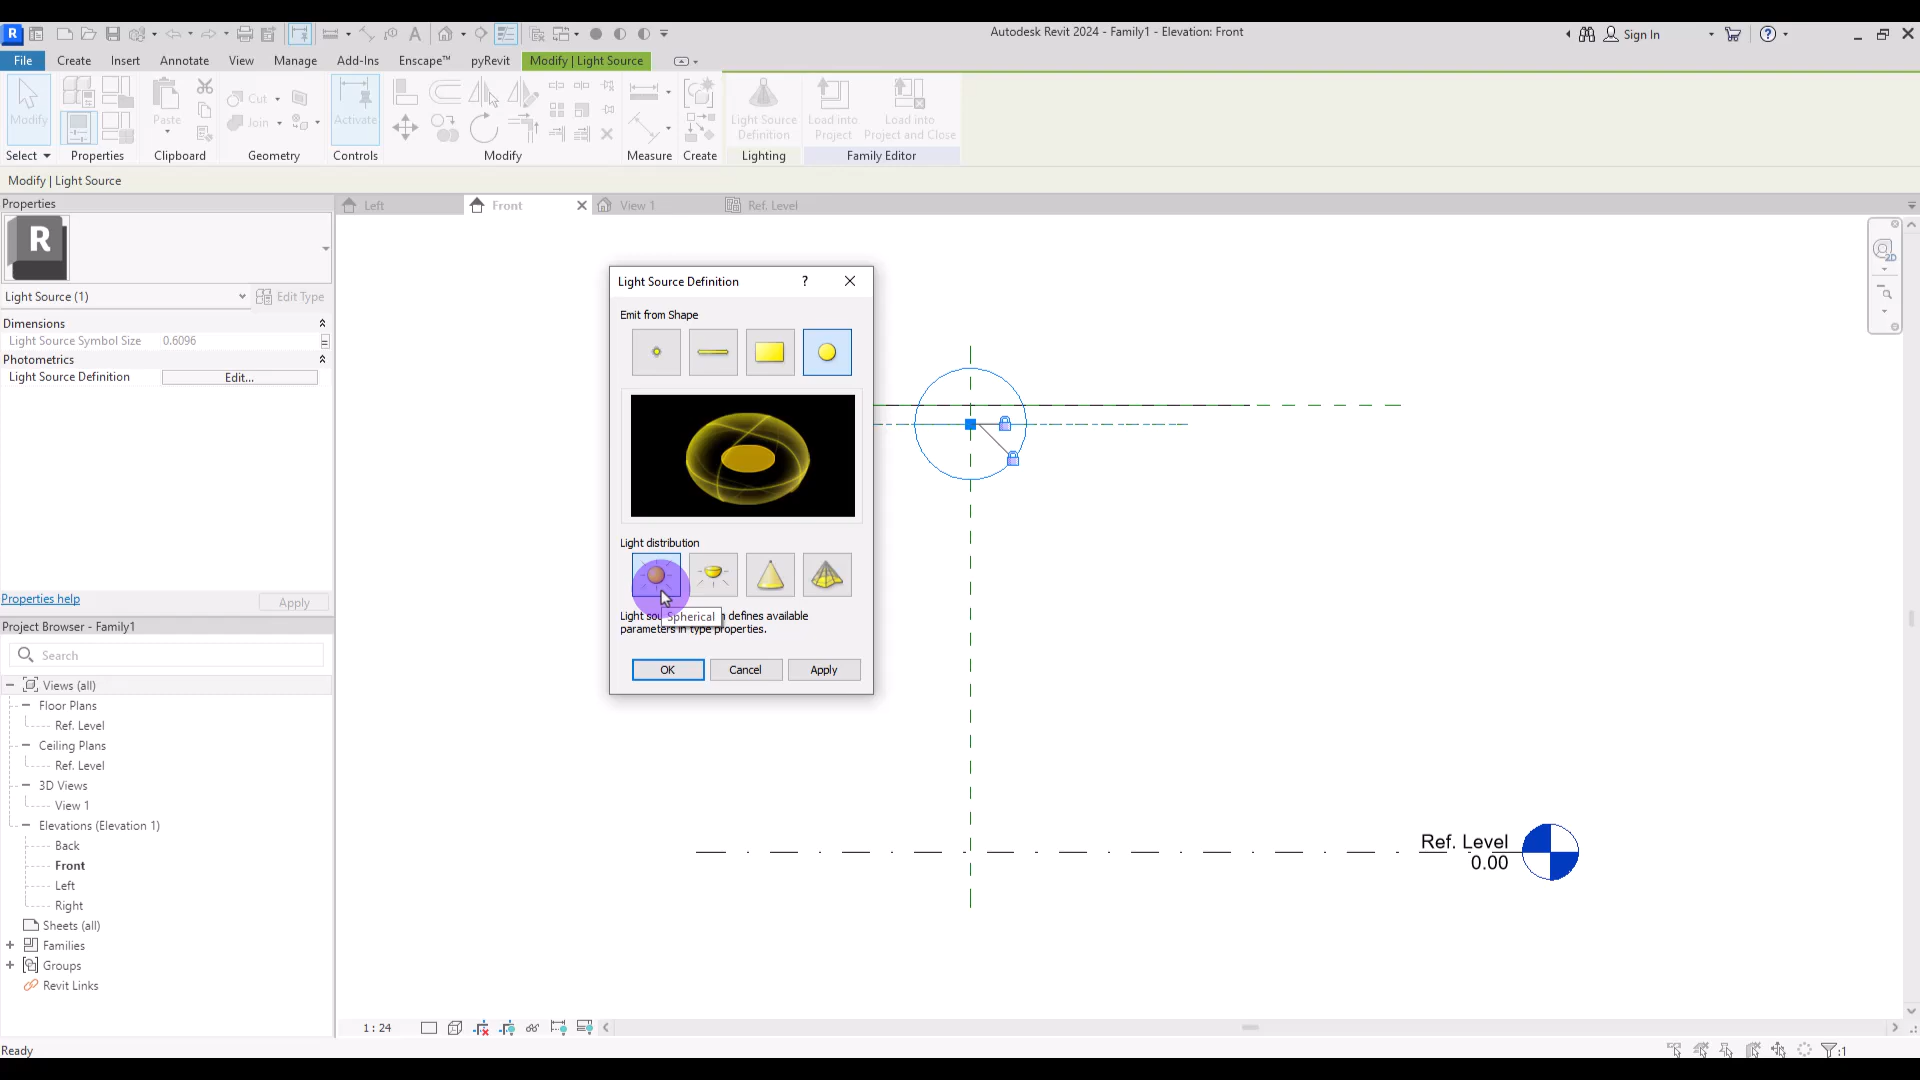 Autodesk Revit 2024 - Family1 - Elevation: Front
Sign In
File Create Insert Annotate View Manage Add-Ins Enscape™ pyRevit Modify | Light Source
Modify
Paste
Cut
Join
Activate
Light Source Definition
Load into Project
Load into Project and Close
Select Properties Clipboard Geometry Controls Modify Measure Create Lighting Family Editor
Modify | Light Source
Properties
Left
Front
View 1
Ref. Level
R
Light Source (1)
Edit Type
Dimensions
Light Source Symbol Size 0.6096
Photometrics
Light Source Definition Edit...
Properties help
Apply
Project Browser - Family1
Search
Views (all)
Floor Plans
Ref. Level
Ceiling Plans
Ref. Level
3D Views
View 1
Elevations (Elevation 1)
Back
Front
Left
Right
Sheets (all)
Families
Groups
Revit Links
Light Source Definition ?
Emit from Shape
Light distribution
Spherical
Light defines available
parameters in type properties.
OK Cancel Apply
Ref. Level
0.00
2D
1 : 24
Ready
:1